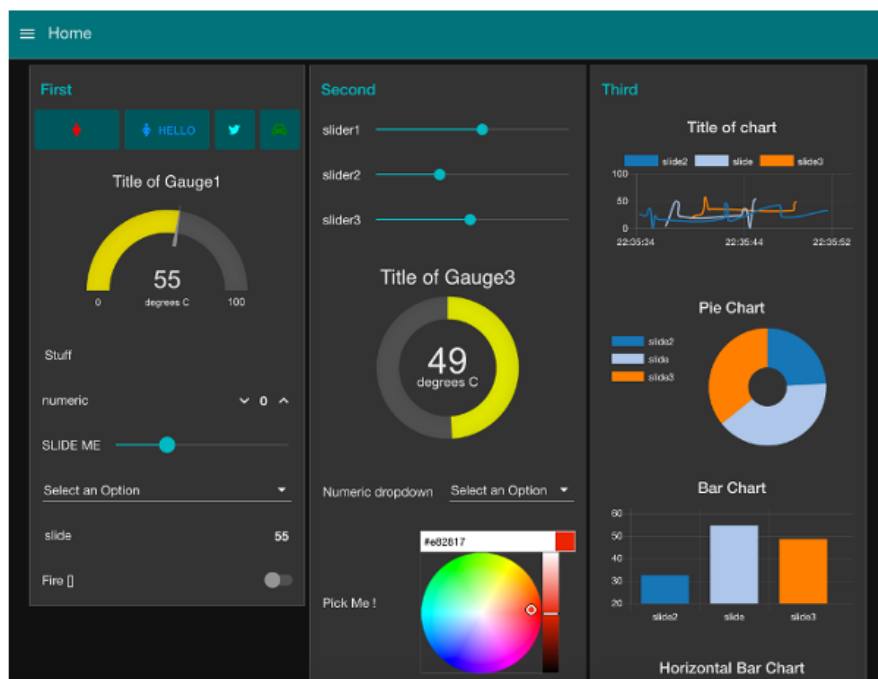 Home
First
HELLO
Title of Gauge1
55
degrees C
0
100
Stuff
numeric
0
SLIDE ME
Select an Option
slide
55
Fire []
Second
slider1
slider2
slider3
Title of Gauge3
49
degrees C
Numeric dropdown
Select an Option
#e82817
Pick Me !
Third
Title of chart
slide2 slide slide3
100
50
0
22:35:34 22:35:44 22:35:52
Pie Chart
slide2
slide
slide3
Bar Chart
60
50
40
30
20
slide2 slide slide3
Horizontal Bar Chart